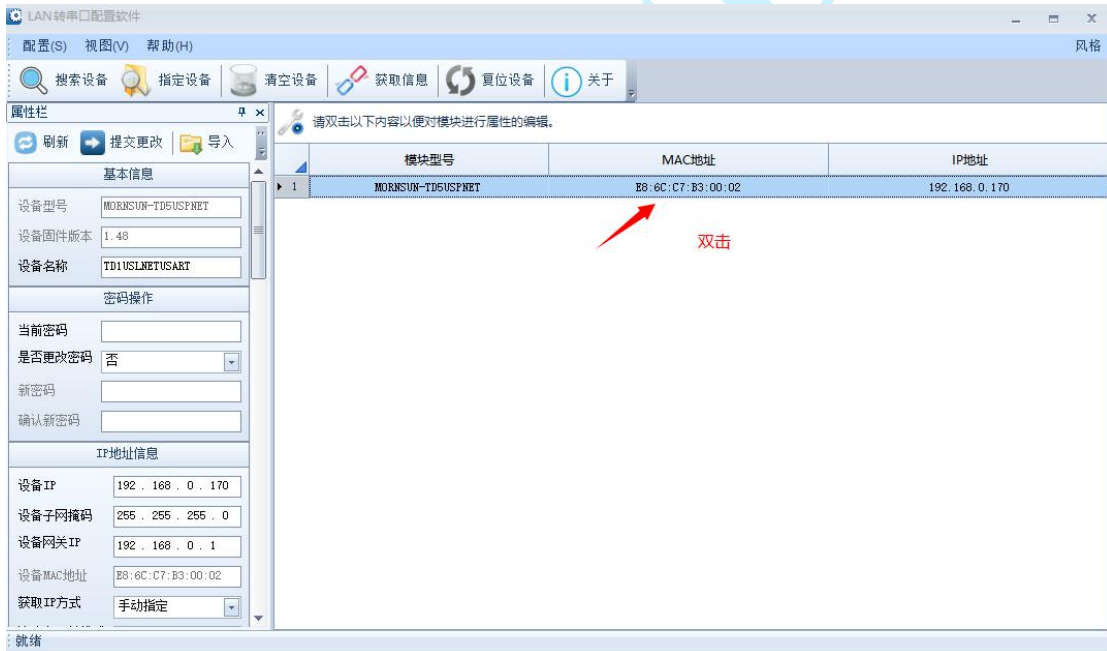 LAN转串口配置软件
配置(S) 视图(V) 帮助(H) 风格
搜索设备 指定设备 清空设备 获取信息 复位设备 关于
属性栏
刷新 提交更改 导入
请双击以下内容以便对模块进行属性的编辑。
模块型号 MAC地址 IP地址
1 MORNSUN-TD5USPNET E8:6C:C7:B3:00:02 192.168.0.170
双击
基本信息
设备型号 MORNSUN-TD5USPNET
设备固件版本 1.48
设备名称 TD1USLNETUSART
密码操作
当前密码
是否更改密码 否
新密码
确认新密码
IP地址信息
设备IP 192 . 168 . 0 . 170
设备子网掩码 255 . 255 . 255 . 0
设备网关IP 192 . 168 . 0 . 1
设备MAC地址 E8:6C:C7:B3:00:02
获取IP方式 手动指定
就绪